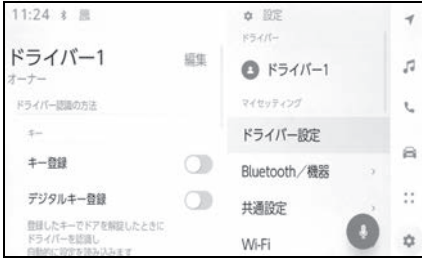 11:24
ドライバー1
編集
オーナー
ドライバー認識の方法
キー
キー登録
デジタルキー登録
登録したキーでドアを解錠したときに
ドライバーを認識し
自動的に設定を読み込みます
設定
ドライバー
ドライバー1
マイセッティング
ドライバー設定
Bluetooth／機器
共通設定
Wi-Fi